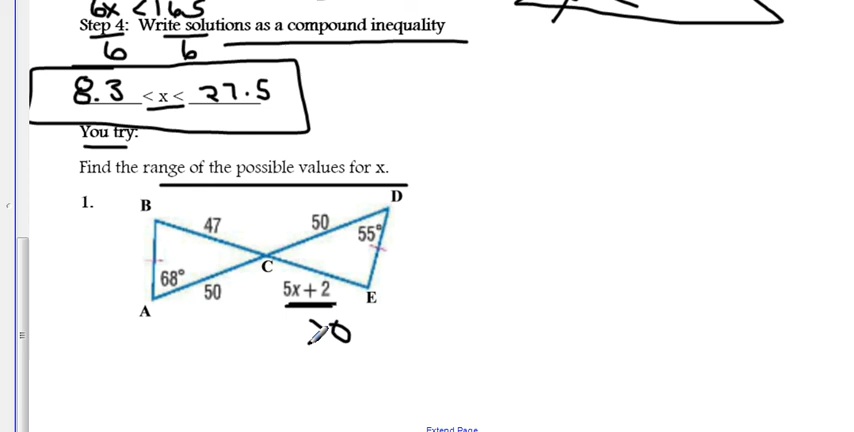 6x < 165
Step 4: Write solutions as a compound inequality
6 6
8.3 < x < 27.5
You try:
Find the range of the possible values for x.
1.
B
D
47
50
55°
C
68°
50
5x + 2
E
A
>0
Extend Page